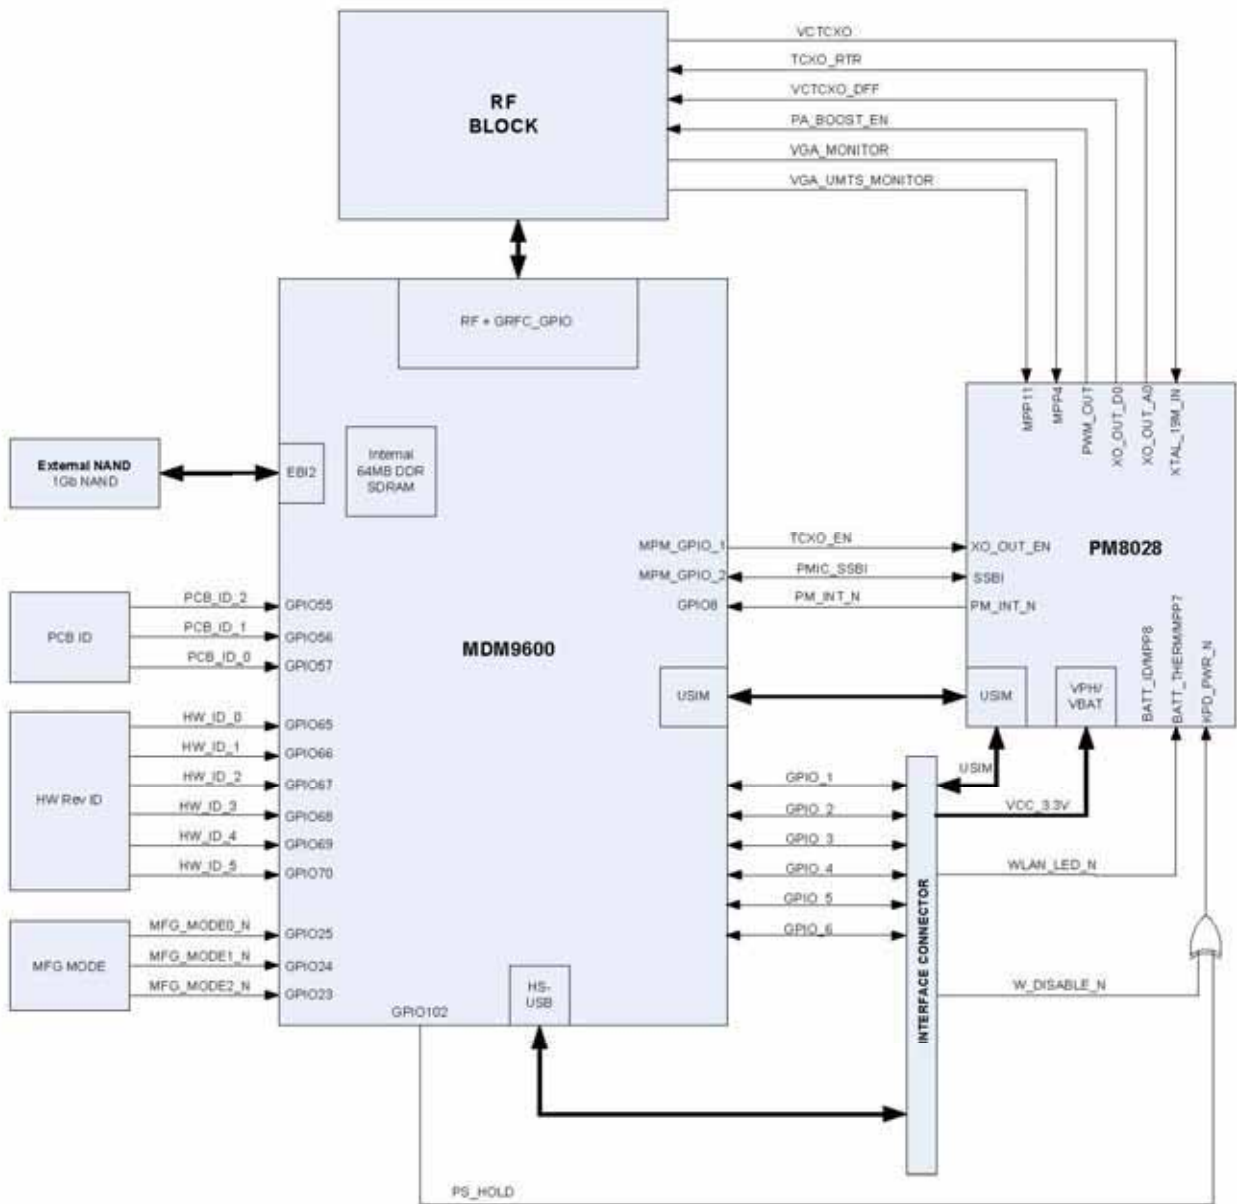 RF
BLOCK
VCTCXO
TCXO_RTR
VCTCXO_DFF
PA_BOOST_EN
VGA_MONITOR
VGA_UMTS_MONITOR
RF + GRFC_GPIO
External NAND
1Gb NAND
EBI2
Internal
64MB DDR
SDRAM
MPP11
MPP4
PWM_OUT
XO_OUT_D0
XO_OUT_A0
XTAL_19M_IN
PM8028
MPM_GPIO_1
TCXO_EN
XO_OUT_EN
MPM_GPIO_2
PMIC_SSBI
SSBI
GPIO8
PM_INT_N
PM_INT_N
PCB ID
PCB_ID_2
GPIO55
PCB_ID_1
GPIO56
PCB_ID_0
GPIO57
MDM9600
USIM
USIM
VPH/
VBAT
BATT_ID/MPP8
BATT_THERM/MPP7
KPD_PWR_N
HW Rev ID
HW_ID_0
GPIO65
HW_ID_1
GPIO66
HW_ID_2
GPIO67
HW_ID_3
GPIO68
HW_ID_4
GPIO69
HW_ID_5
GPIO70
GPIO_1
GPIO_2
GPIO_3
GPIO_4
GPIO_5
GPIO_6
USIM
VCC_3.3V
WLAN_LED_N
W_DISABLE_N
INTERFACE CONNECTOR
MFG MODE
MFG_MODE0_N
GPIO25
MFG_MODE1_N
GPIO24
MFG_MODE2_N
GPIO23
GPIO102
HS-
USB
PS_HOLD